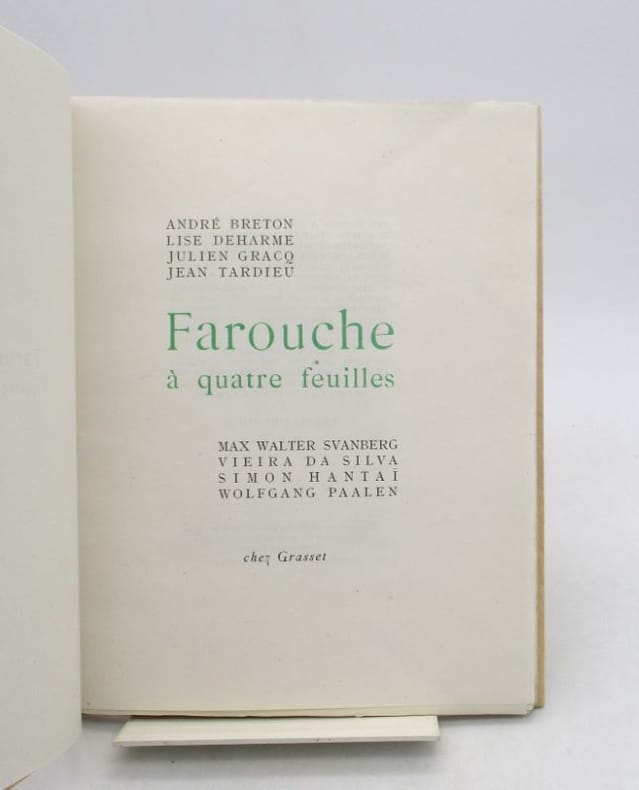 ANDRÉ BRETON
LISE DEHARME
JULIEN GRACQ
JEAN TARDIEU
Farouche
à quatre feuilles
MAX WALTER SVANBERG
VIEIRA DA SILVA
SIMON HANTAÏ
WOLFGANG PAALEN
chez Grasset